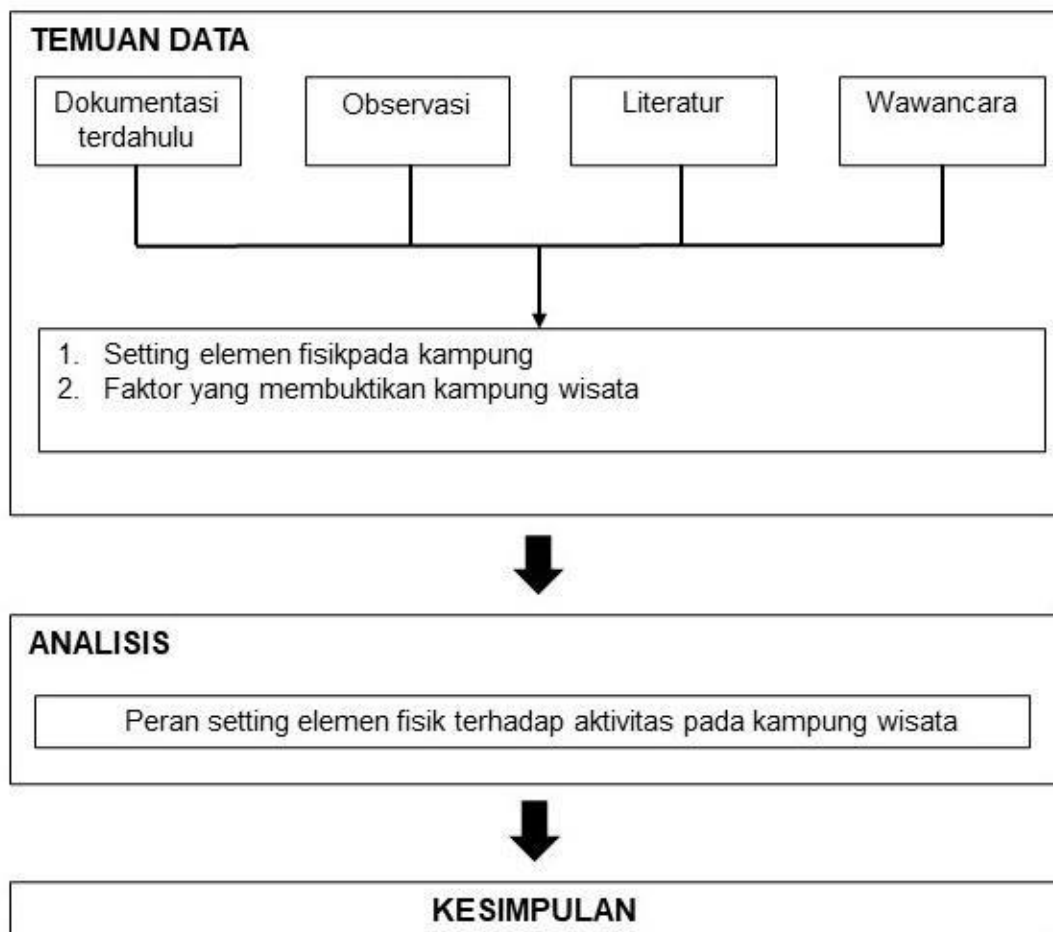 TEMUAN DATA
Dokumentasi
terdahulu
Observasi
Literatur
Wawancara
1. Setting elemen fisikpada kampung
2. Faktor yang membuktikan kampung wisata
ANALISIS
Peran setting elemen fisik terhadap aktivitas pada kampung wisata
KESIMPULAN